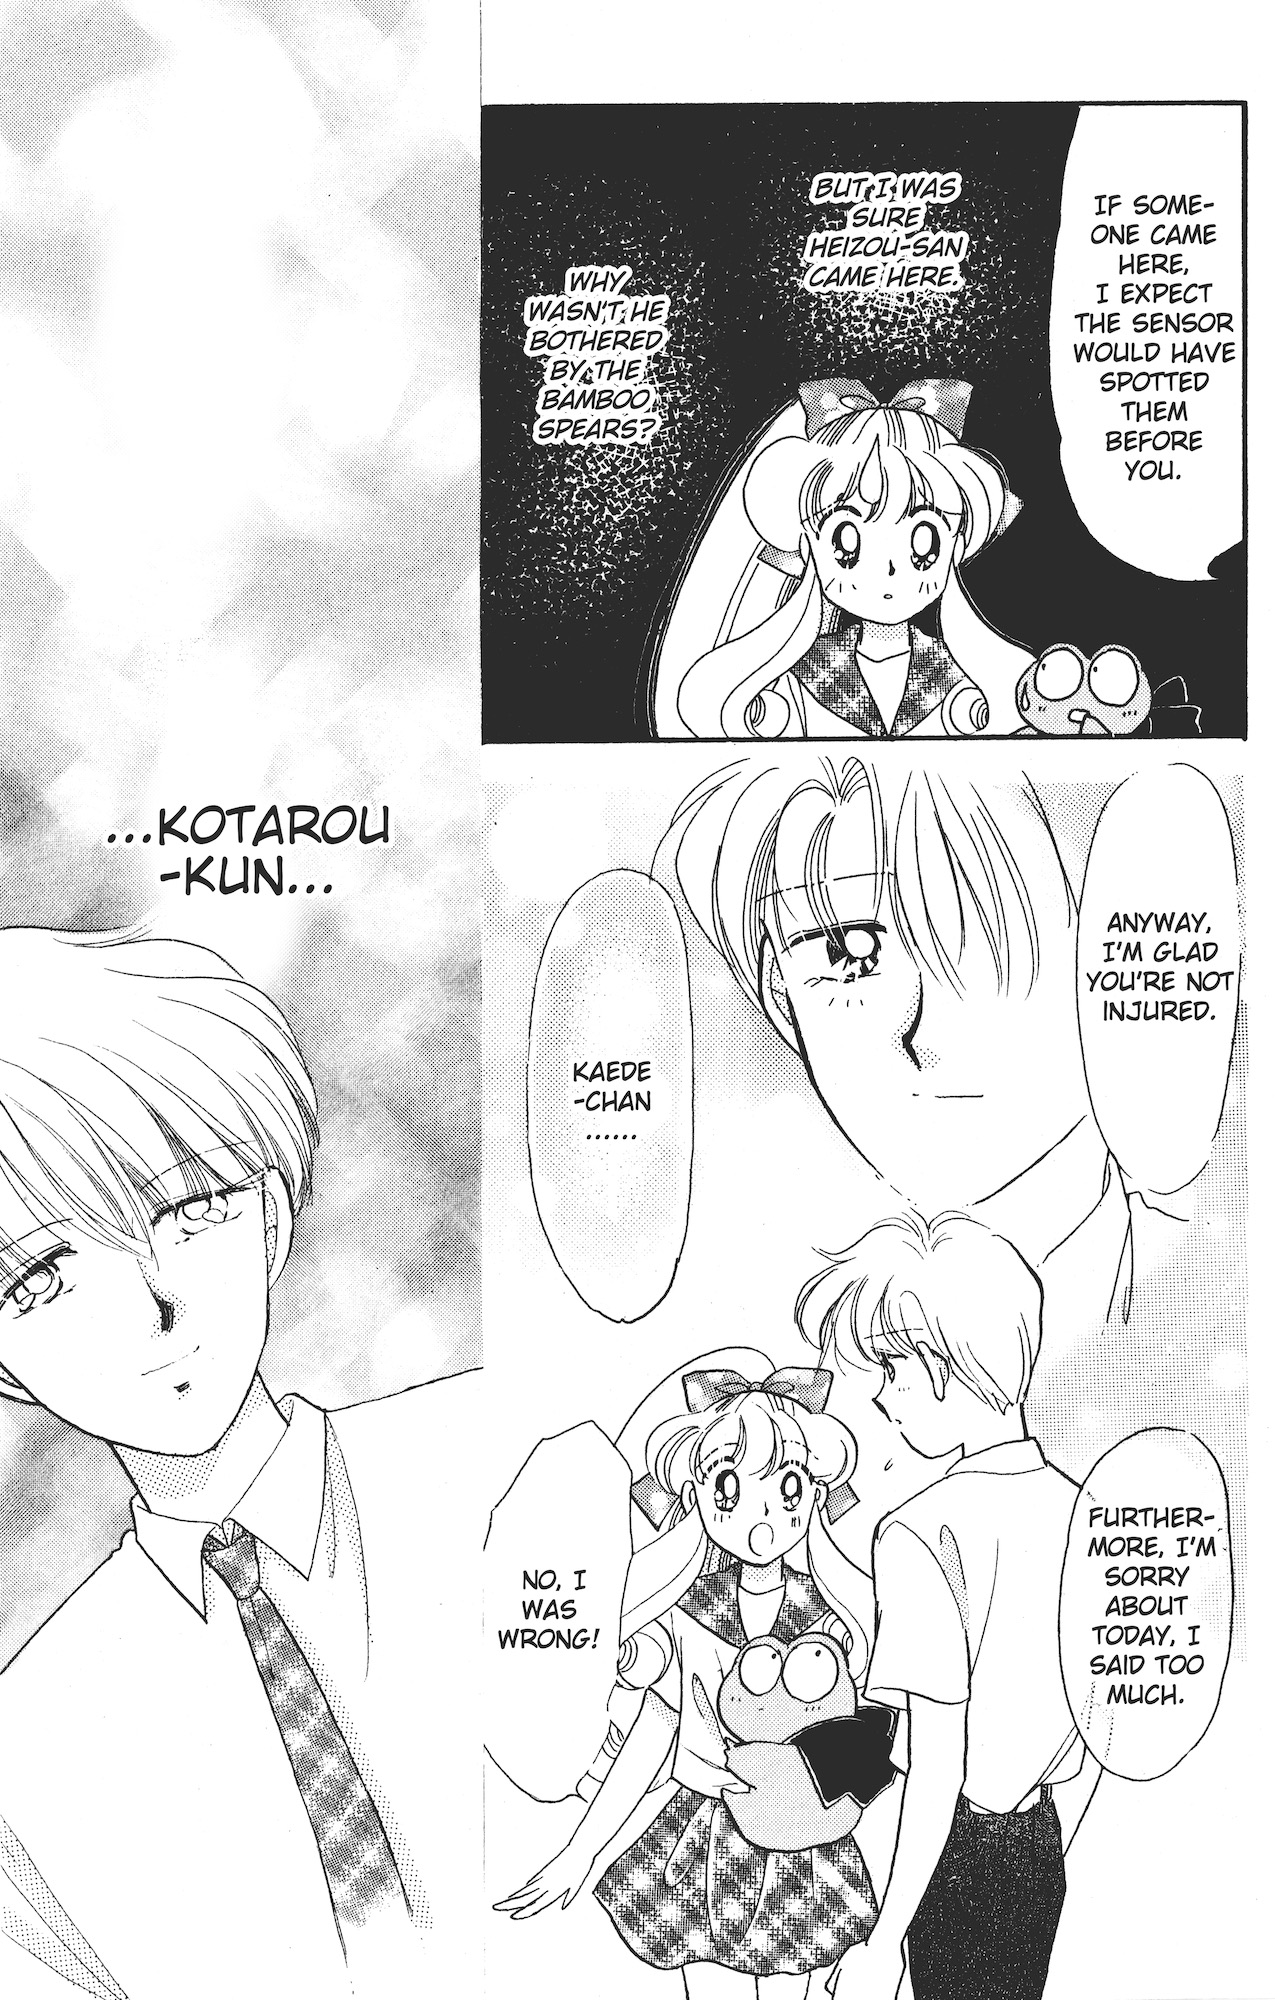 IF SOME-
ONE CAME
HERE,
I EXPECT
THE SENSOR
WOULD HAVE
SPOTTED
THEM
BEFORE
YOU.
BUT I WAS
SURE
HEIZOU-SAN
CAME HERE.
WHY
WASN'T HE
BOTHERED
BY THE
BAMBOO
SPEARS?
ANYWAY,
I'M GLAD
YOU'RE NOT
INJURED.
KAEDE
-CHAN
......
FURTHER-
MORE, I'M
SORRY
ABOUT
TODAY, I
SAID TOO
MUCH.
NO, I
WAS
WRONG!
...KOTAROU
-KUN...